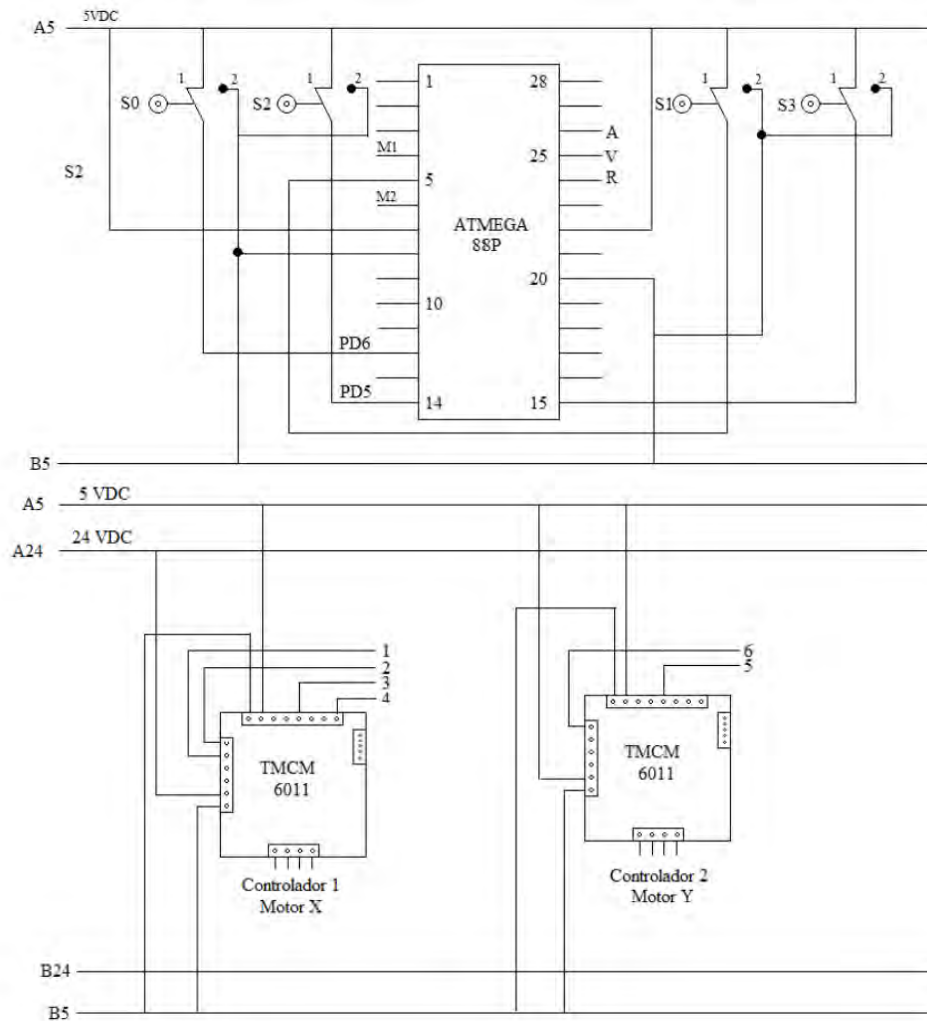 5VDC
A5
1 2 1 2 1 28 1 2 1 2
S0 S2 S1 S3
A
M1 25 V
S2 5 R
M2
ATMEGA
88P
20
10
PD6
PD5 14 15
B5
A5 5 VDC
A24 24 VDC
1 6
2 5
3
4
TMCM
6011
TMCM
6011
Controlador 1
Motor X
Controlador 2
Motor Y
B24
B5